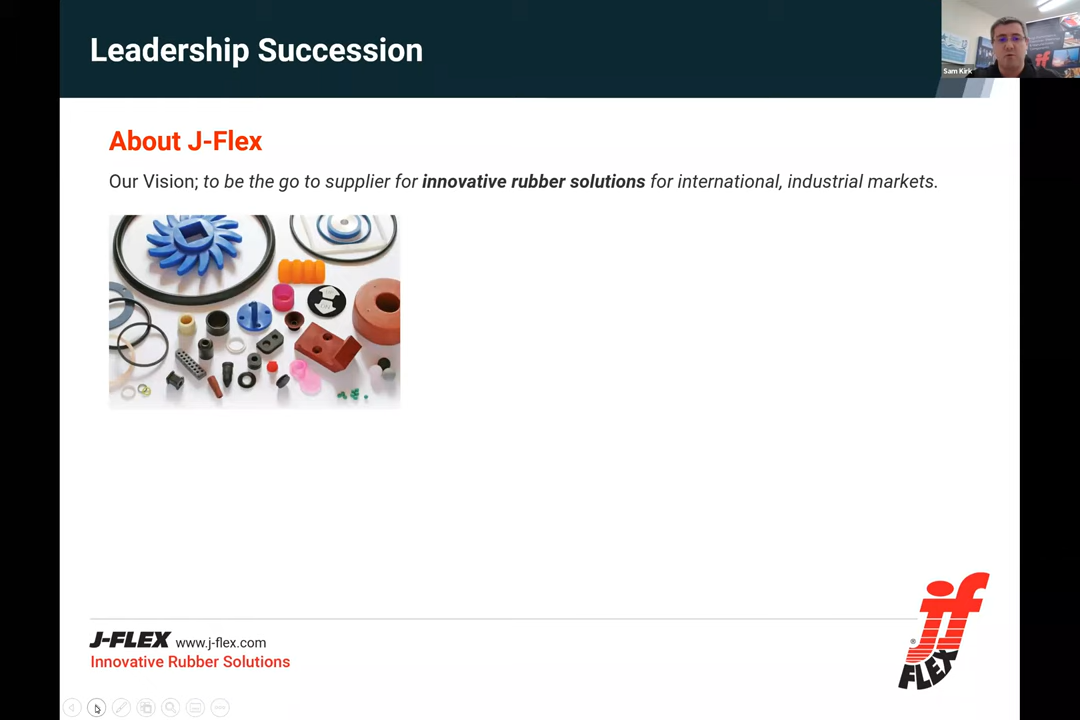 Leadership Succession
Sam Kirk
About J-Flex
Our Vision; to be the go to supplier for innovative rubber solutions for international, industrial markets.
J-FLEX www.j-flex.com
Innovative Rubber Solutions
jf
®
FLEX